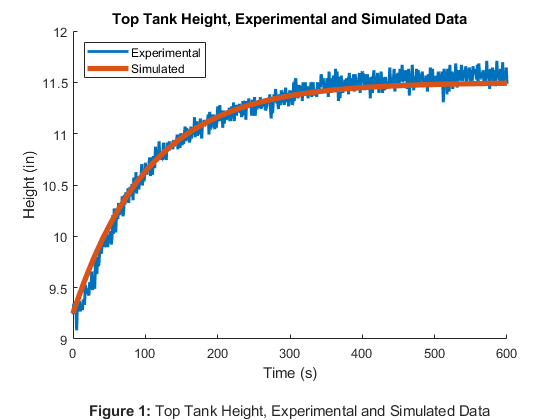 Top Tank Height, Experimental and Simulated Data
12
Experimental
Simulated
11.5
11
10.5
10
9.5
9
Height (in)
0 100 200 300 400 500 600
Time (s)
Figure 1: Top Tank Height, Experimental and Simulated Data